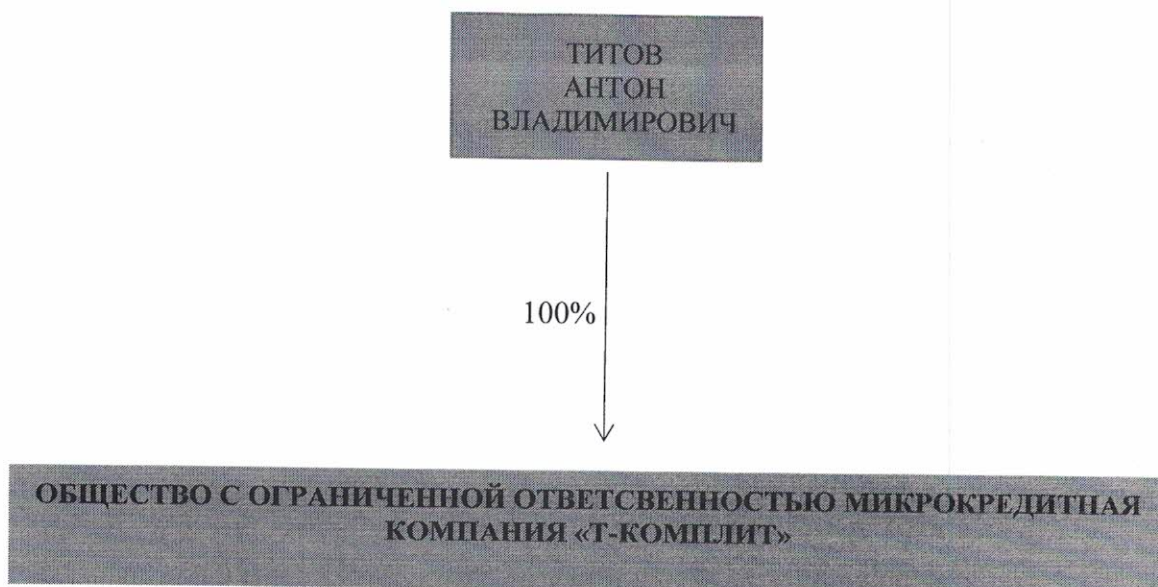 ТИТОВ
АНТОН
ВЛАДИМИРОВИЧ
100%
ОБЩЕСТВО С ОГРАНИЧЕННОЙ ОТВЕТСВЕННОСТЬЮ МИКРОКРЕДИТНАЯ
КОМПАНИЯ «Т-КОМПЛИТ»